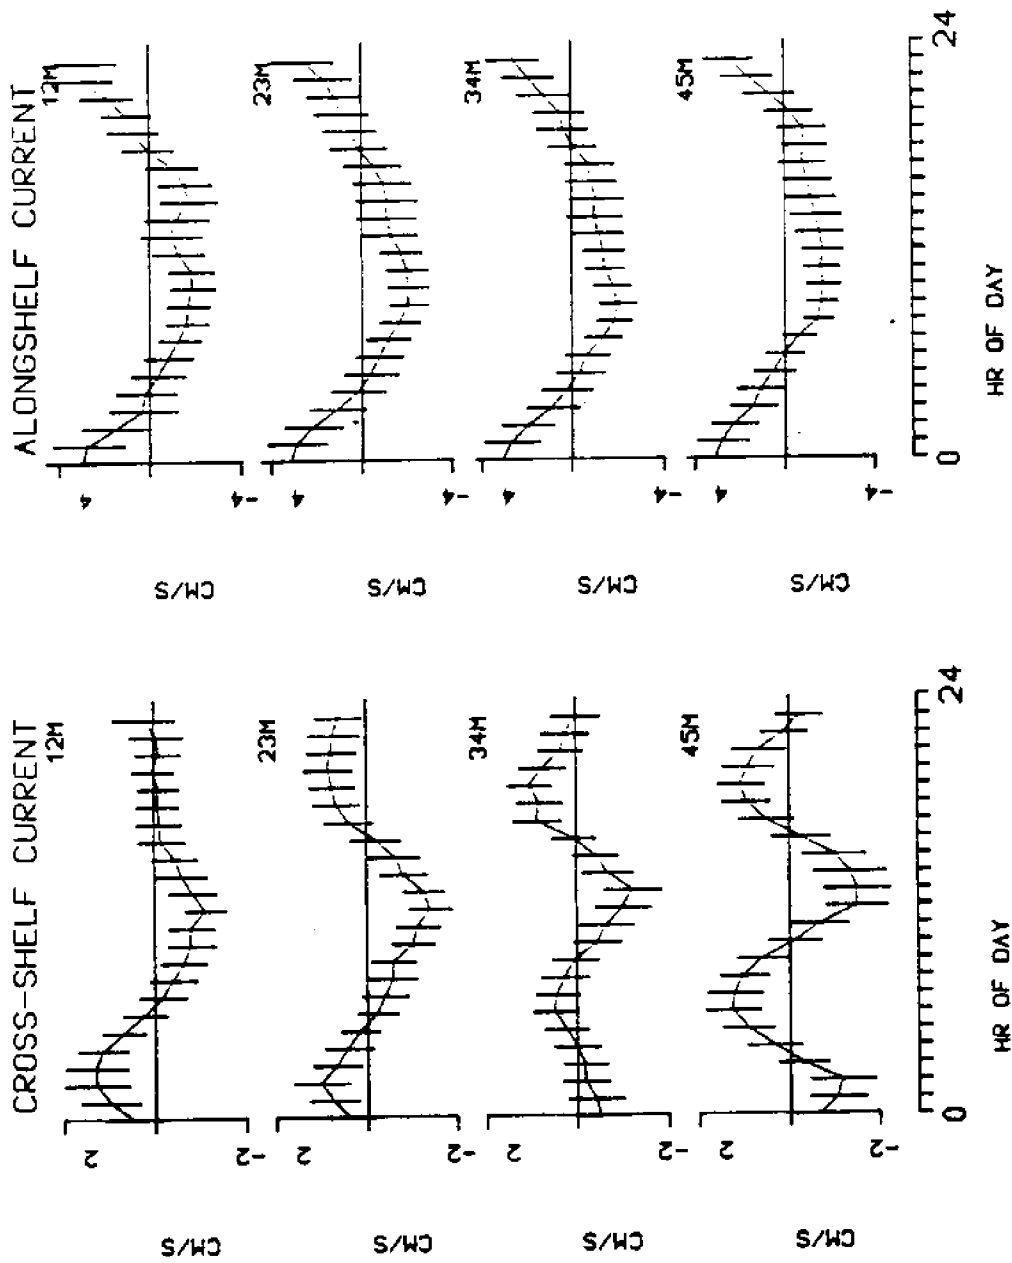 ALONGSHELF CURRENT
12M
4
-4
CM/S
23M
4
-4
CM/S
34M
4
-4
CM/S
45M
4
-4
CM/S
0
24
HR OF DAY
CROSS-SHELF CURRENT
12M
2
-2
CM/S
23M
2
-2
CM/S
34M
2
-2
CM/S
45M
2
-2
CM/S
0
24
HR OF DAY